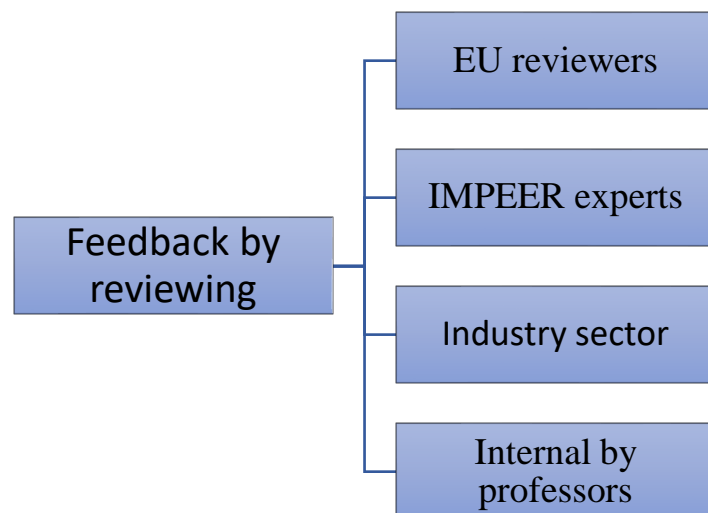 EU reviewers
IMPEER experts
Feedback by
reviewing
Industry sector
Internal by
professors